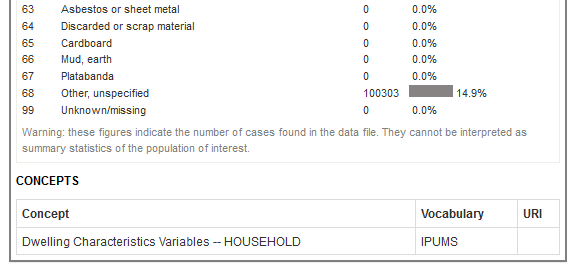 63 Asbestos or sheet metal 0 0.0%
64 Discarded or scrap material 0 0.0%
65 Cardboard 0 0.0%
66 Mud, earth 0 0.0%
67 Platabanda 0 0.0%
68 Other, unspecified 100303 14.9%
99 Unknown/missing 0 0.0%
Warning: these figures indicate the number of cases found in the data file. They cannot be interpreted as
summary statistics of the population of interest.
CONCEPTS
Concept Vocabulary URI
Dwelling Characteristics Variables -- HOUSEHOLD IPUMS